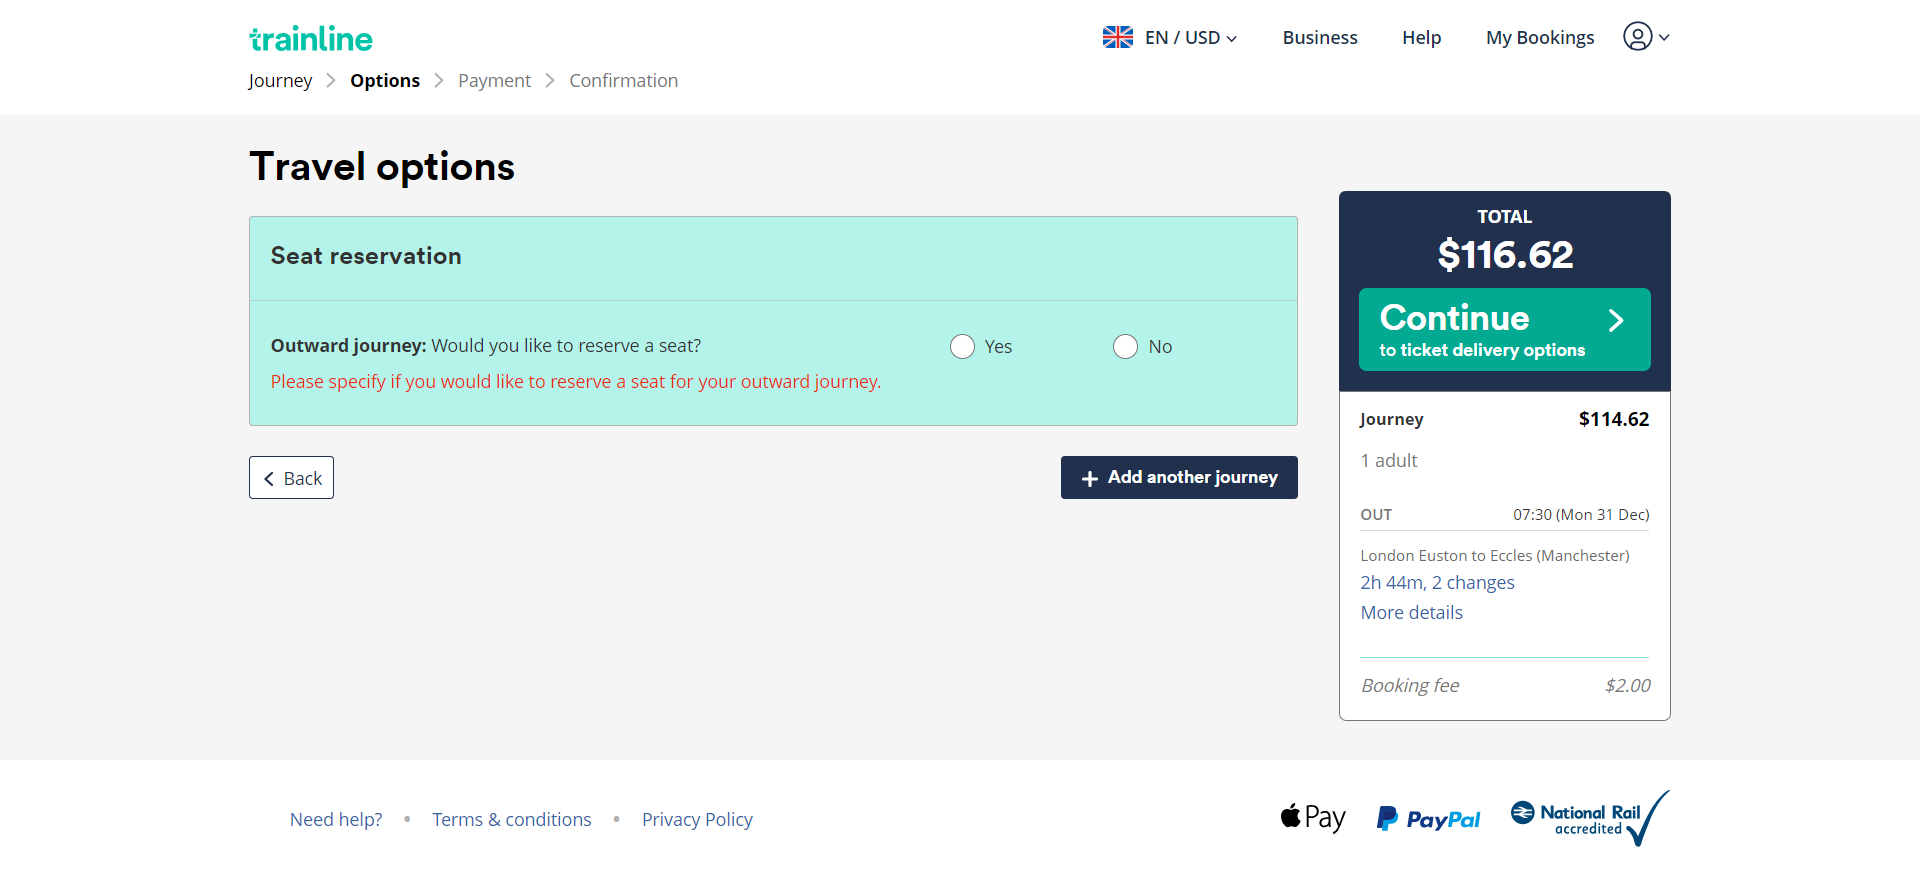 trainline
EN / USD
Business
Help
My Bookings
Journey
Options
Payment
Confirmation
Travel options
Seat reservation
Outward journey: Would you like to reserve a seat?
Yes
No
Please specify if you would like to reserve a seat for your outward journey.
Back
Add another journey
TOTAL
$116.62
Continue
to ticket delivery options
Journey $114.62
1 adult
OUT 07:30 (Mon 31 Dec)
London Euston to Eccles (Manchester)
2h 44m, 2 changes
More details
Booking fee $2.00
Need help? • Terms & conditions • Privacy Policy
Pay
PayPal
National Rail
accredited